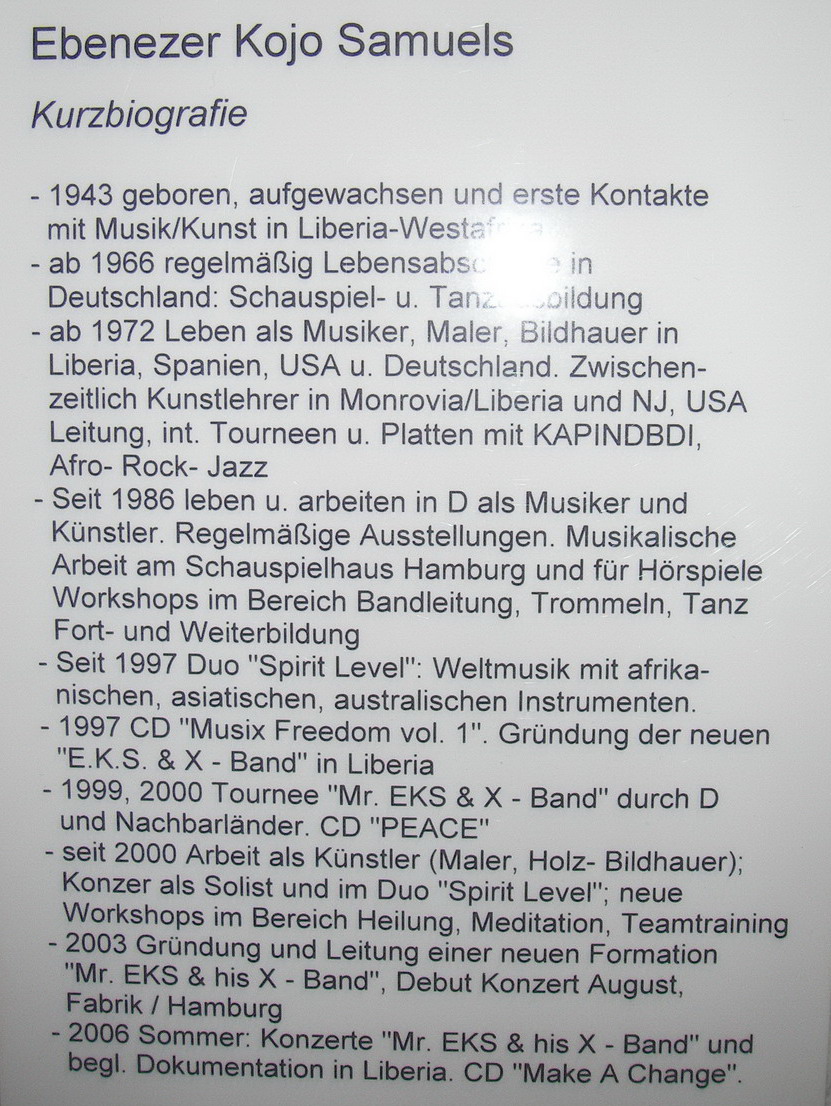 Ebenezer Kojo Samuels
Kurzbiografie
- 1943 geboren, aufgewachsen und erste Kontakte
mit Musik/Kunst in Liberia-Westafrika
- ab 1966 regelmäßig in
Deutschland: Schauspiel- u. Tanzausbildung
- ab 1972 Leben als Musiker, Maler, Bildhauer in
Liberia, Spanien, USA u. Deutschland. Zwischen-
zeitlich Kunstlehrer in Monrovia/Liberia und NJ, USA
Leitung, int. Tourneen u. Platten mit KAPINDBDI,
Afro- Rock- Jazz
- Seit 1986 leben u. arbeiten in D als Musiker und
Künstler. Regelmäßige Ausstellungen. Musikalische
Arbeit am Schauspielhaus Hamburg und für Hörspiele
Workshops im Bereich Bandleitung, Trommeln, Tanz
Fort- und Weiterbildung
- Seit 1997 Duo "Spirit Level": Weltmusik mit afrika-
nischen, asiatischen, australischen Instrumenten.
- 1997 CD "Musix Freedom vol. 1". Gründung der neuen
"E.K.S. & X - Band" in Liberia
- 1999, 2000 Tournee "Mr. EKS & X - Band" durch D
und Nachbarländer. CD "PEACE"
- seit 2000 Arbeit als Künstler (Maler, Holz- Bildhauer);
Konzer als Solist und im Duo "Spirit Level"; neue
Workshops im Bereich Heilung, Meditation, Teamtraining
- 2003 Gründung und Leitung einer neuen Formation
"Mr. EKS & his X - Band", Debut Konzert August,
Fabrik / Hamburg
- 2006 Sommer: Konzerte "Mr. EKS & his X - Band" und
begl. Dokumentation in Liberia. CD "Make A Change".